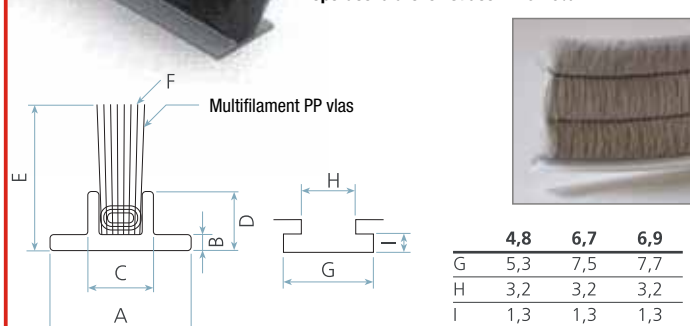 F
Multifilament PP vlas
E
H
D
B
I
C
G
A
4,8 6,7 6,9
G 5,3 7,5 7,7
H 3,2 3,2 3,2
I 1,3 1,3 1,3